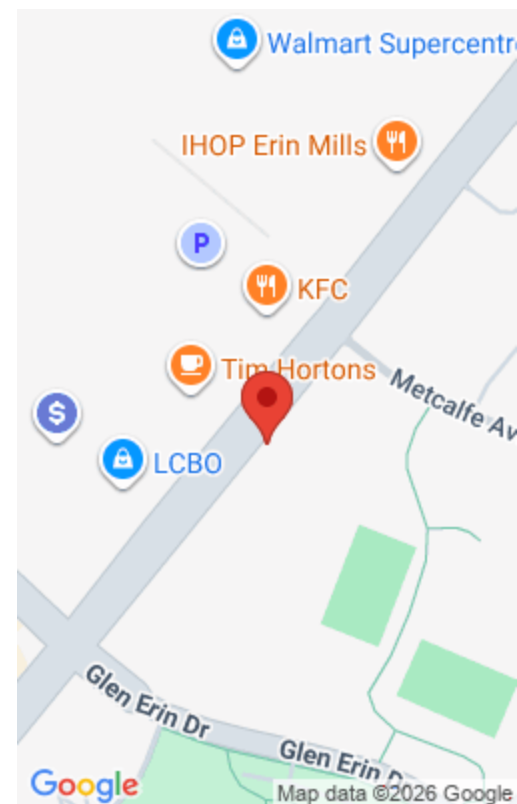 Walmart Supercentr
IHOP Erin Mills
P
KFC
Tim Hortons
Metcalfe Av
$
LCBO
Glen Erin Dr
Glen Erin D
Google
Map data ©2026 Google